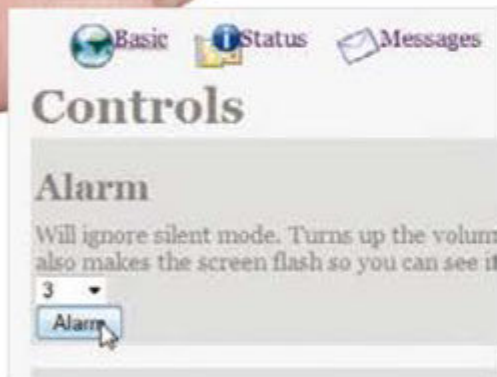 Basic Status Messages
Controls
Alarm
Will ignore silent mode. Turns up the
also makes the screen flash so you can see
3
Alarm